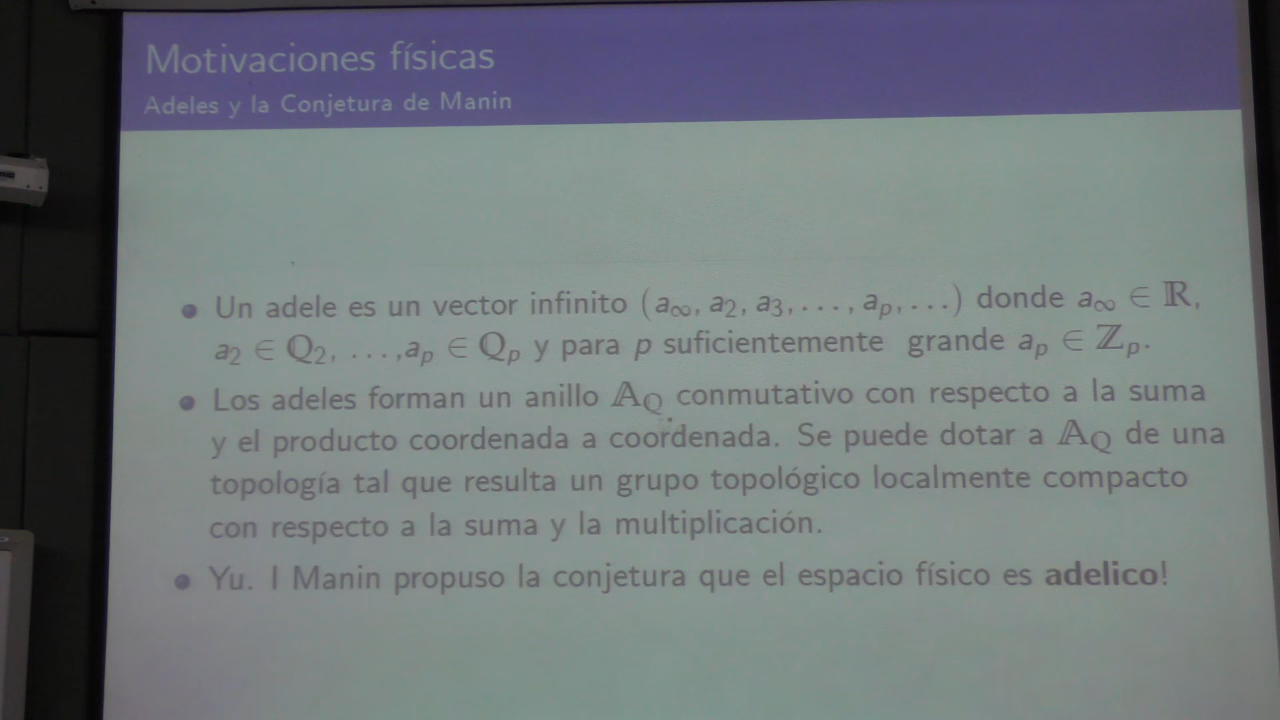 Motivaciones físicas
Adeles y la Conjetura de Manin
• Un adele es un vector infinito (a∞, a₂, a₃, . . . , aₚ, . . .) donde a∞ ∈ ℝ,
a₂ ∈ ℚ₂, . . . ,aₚ ∈ ℚₚ y para p suficientemente grande aₚ ∈ ℤₚ.
• Los adeles forman un anillo 𝔸_ℚ conmutativo con respecto a la suma
y el producto coordenada a coordenada. Se puede dotar a 𝔸_ℚ de una
topología tal que resulta un grupo topológico localmente compacto
con respecto a la suma y la multiplicación.
• Yu. I Manin propuso la conjetura que el espacio físico es adelico!